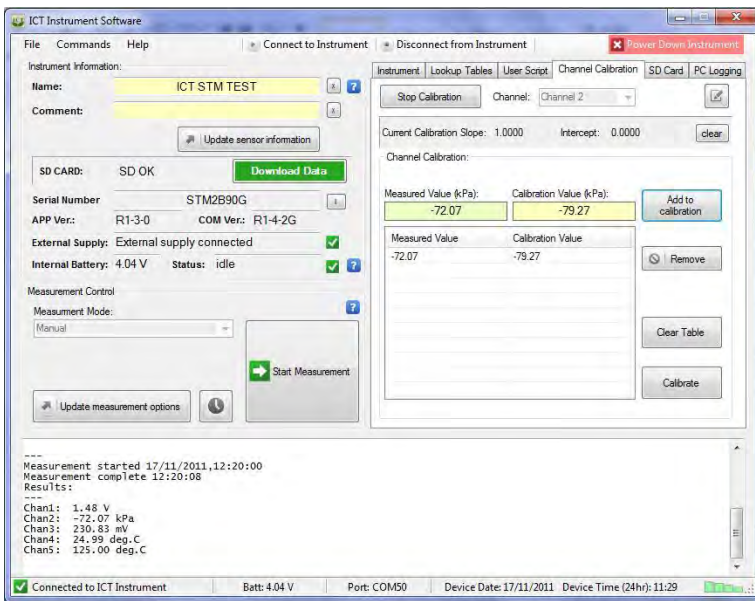 ICT Instrument Software
File Commands Help Connect to Instrument Disconnect from Instrument Power Down Instrument
Instrument Information:
Name: ICT STM TEST
Comment:
Update sensor information
SD CARD: SD OK Download Data
Serial Number STM2B90G
APP Ver.: R1-3-0 COM Ver.: R1-4-2G
External Supply: External supply connected
Internal Battery: 4.04 V Status: idle
Measurement Control
Measurment Mode:
Manual
Start Measurement
Update measurement options
Instrument Lookup Tables User Script Channel Calibration SD Card PC Logging
Stop Calibration Channel: Channel 2
Current Calibration Slope: 1.0000 Intercept: 0.0000 clear
Channel Calibration:
Measured Value (kPa): Calibration Value (kPa):
-72.07 -79.27
Add to
calibration
Measured Value Calibration Value
-72.07 -79.27
Remove
Clear Table
Calibrate
---
Measurement started 17/11/2011,12:20:00
Measurement complete 12:20:08
Results:
---
Chan1: 1.48 V
Chan2: -72.07 kPa
Chan3: 230.83 mV
Chan4: 24.99 deg.C
Chan5: 125.00 deg.C
Connected to ICT Instrument Batt: 4.04 V Port: COM50 Device Date: 17/11/2011 Device Time (24hr): 11:29